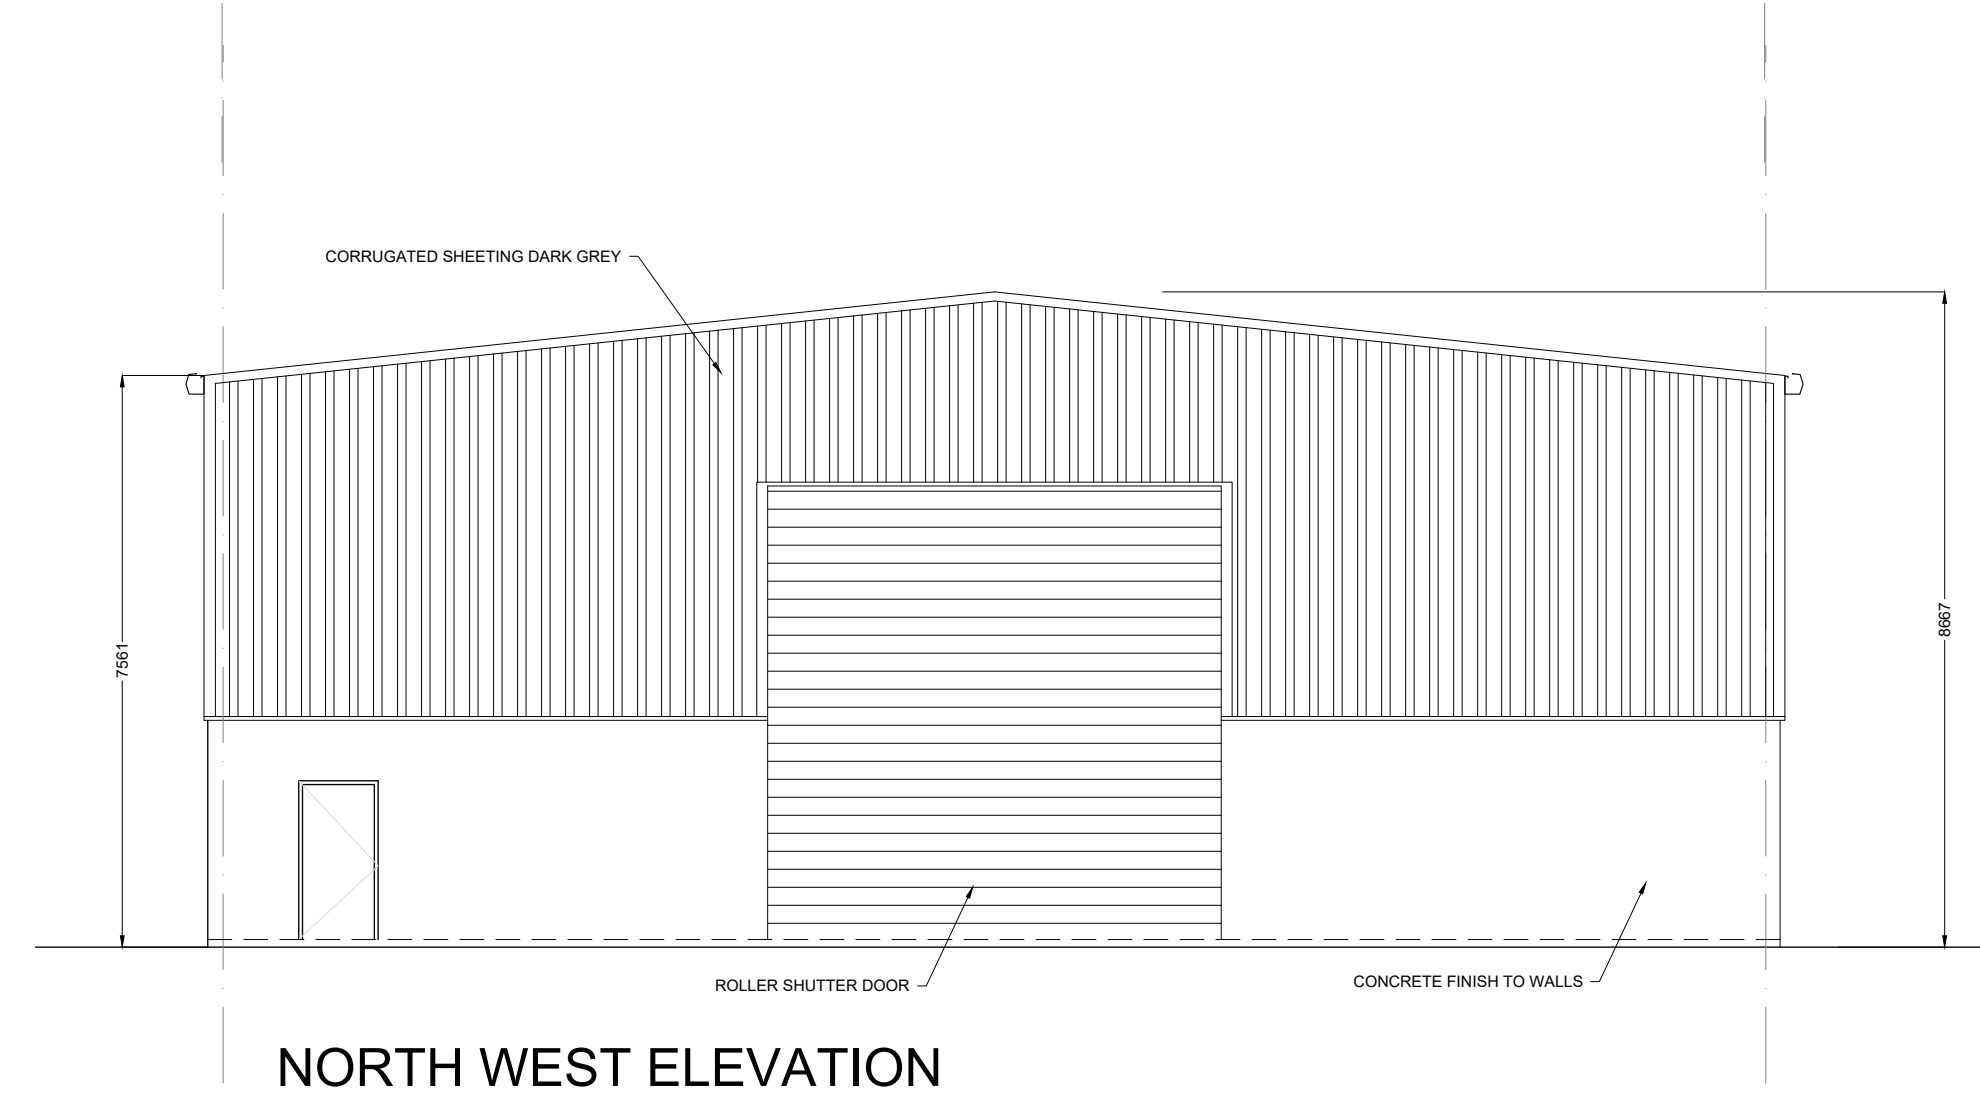 CORRUGATED SHEETING DARK GREY
7561
8667
ROLLER SHUTTER DOOR
CONCRETE FINISH TO WALLS
NORTH WEST ELEVATION